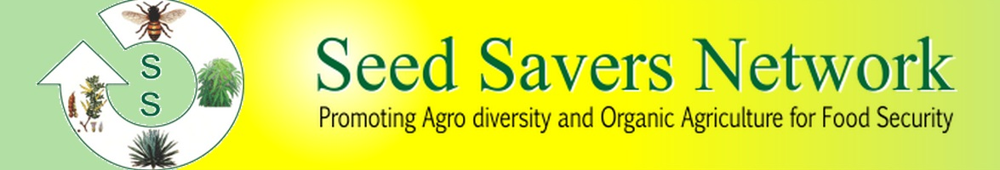 S
S
Seed Savers Network
Promoting Agro diversity and Organic Agriculture for Food Security